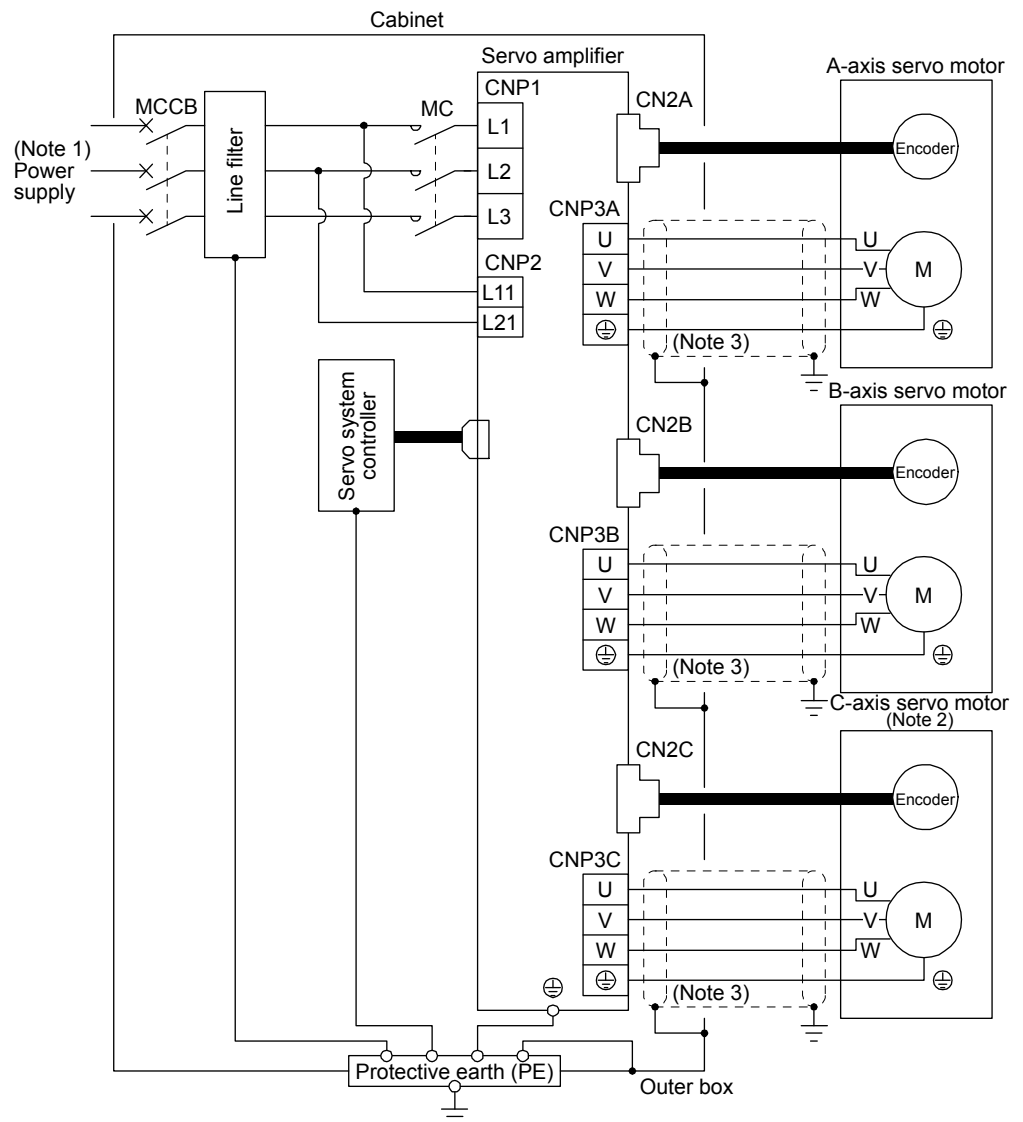 Cabinet
Servo amplifier
A-axis servo motor
CNP1
CN2A
MCCB
MC
Line filter
L1
L2
L3
(Note 1)
Power
supply
Encoder
CNP3A
U
V
W
U
V
W
M
CNP2
L11
L21
(Note 3)
Servo system
controller
B-axis servo motor
CN2B
Encoder
CNP3B
U
V
W
U
V
W
M
(Note 3)
C-axis servo motor
(Note 2)
CN2C
Encoder
CNP3C
U
V
W
U
V
W
M
(Note 3)
Protective earth (PE)
Outer box